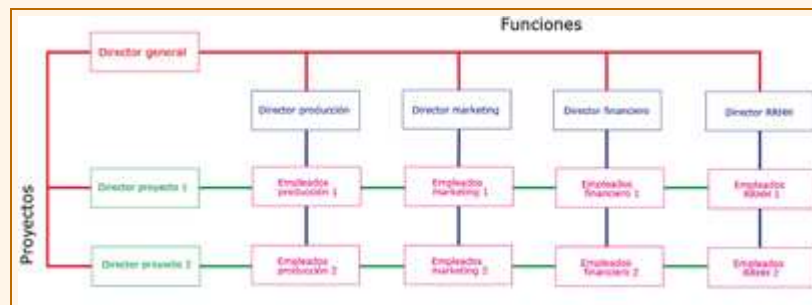 Funciones
Director general
Director producción
Director marketing
Director financiero
Director RRHH
Proyectos
Director proyecto 1
Empleados
producción 1
Empleados
marketing 1
Empleados
financiero 1
Empleados
RRHH 1
Director proyecto 2
Empleados
producción 2
Empleados
marketing 2
Empleados
financiero 2
Empleados
RRHH 2